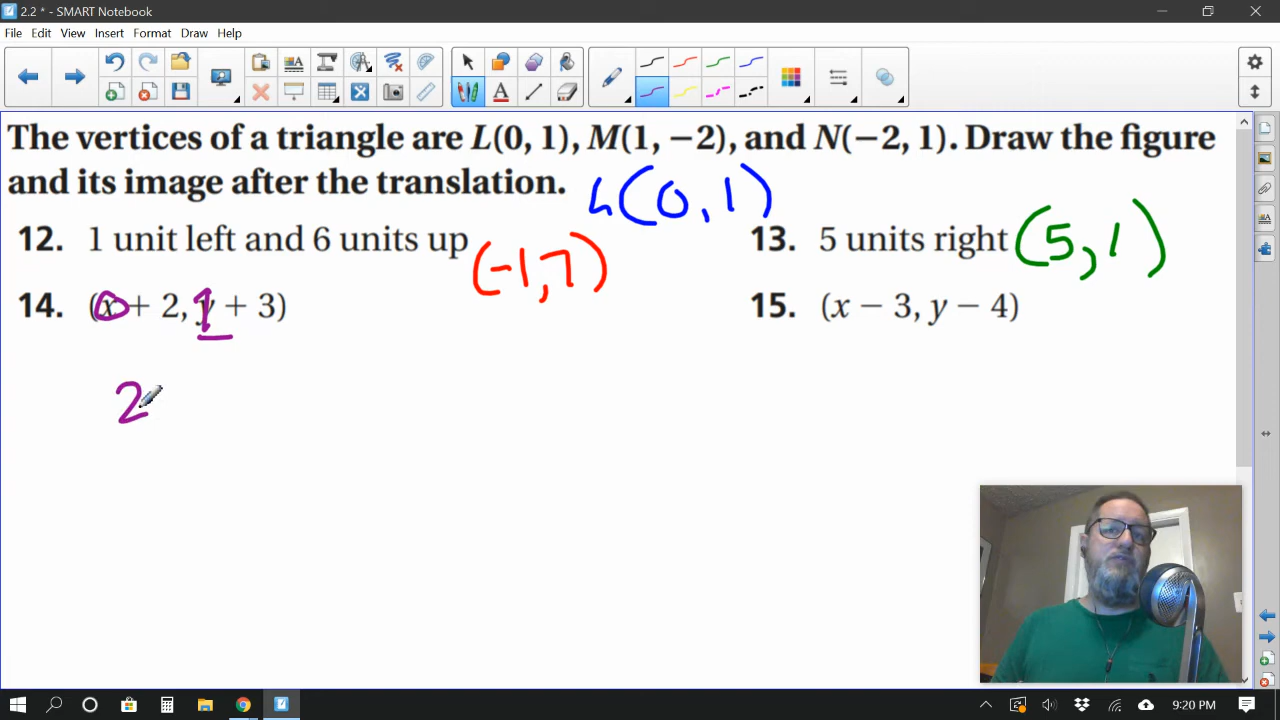 2.2 * - SMART Notebook
File Edit View Insert Format Draw Help
The vertices of a triangle are L(0, 1), M(1, −2), and N(−2, 1). Draw the figure
and its image after the translation.
L(0,1)
12. 1 unit left and 6 units up (-1,7)
13. 5 units right (5,1)
14. (x + 2, y + 3)
0 1
15. (x − 3, y − 4)
2
9:20 PM